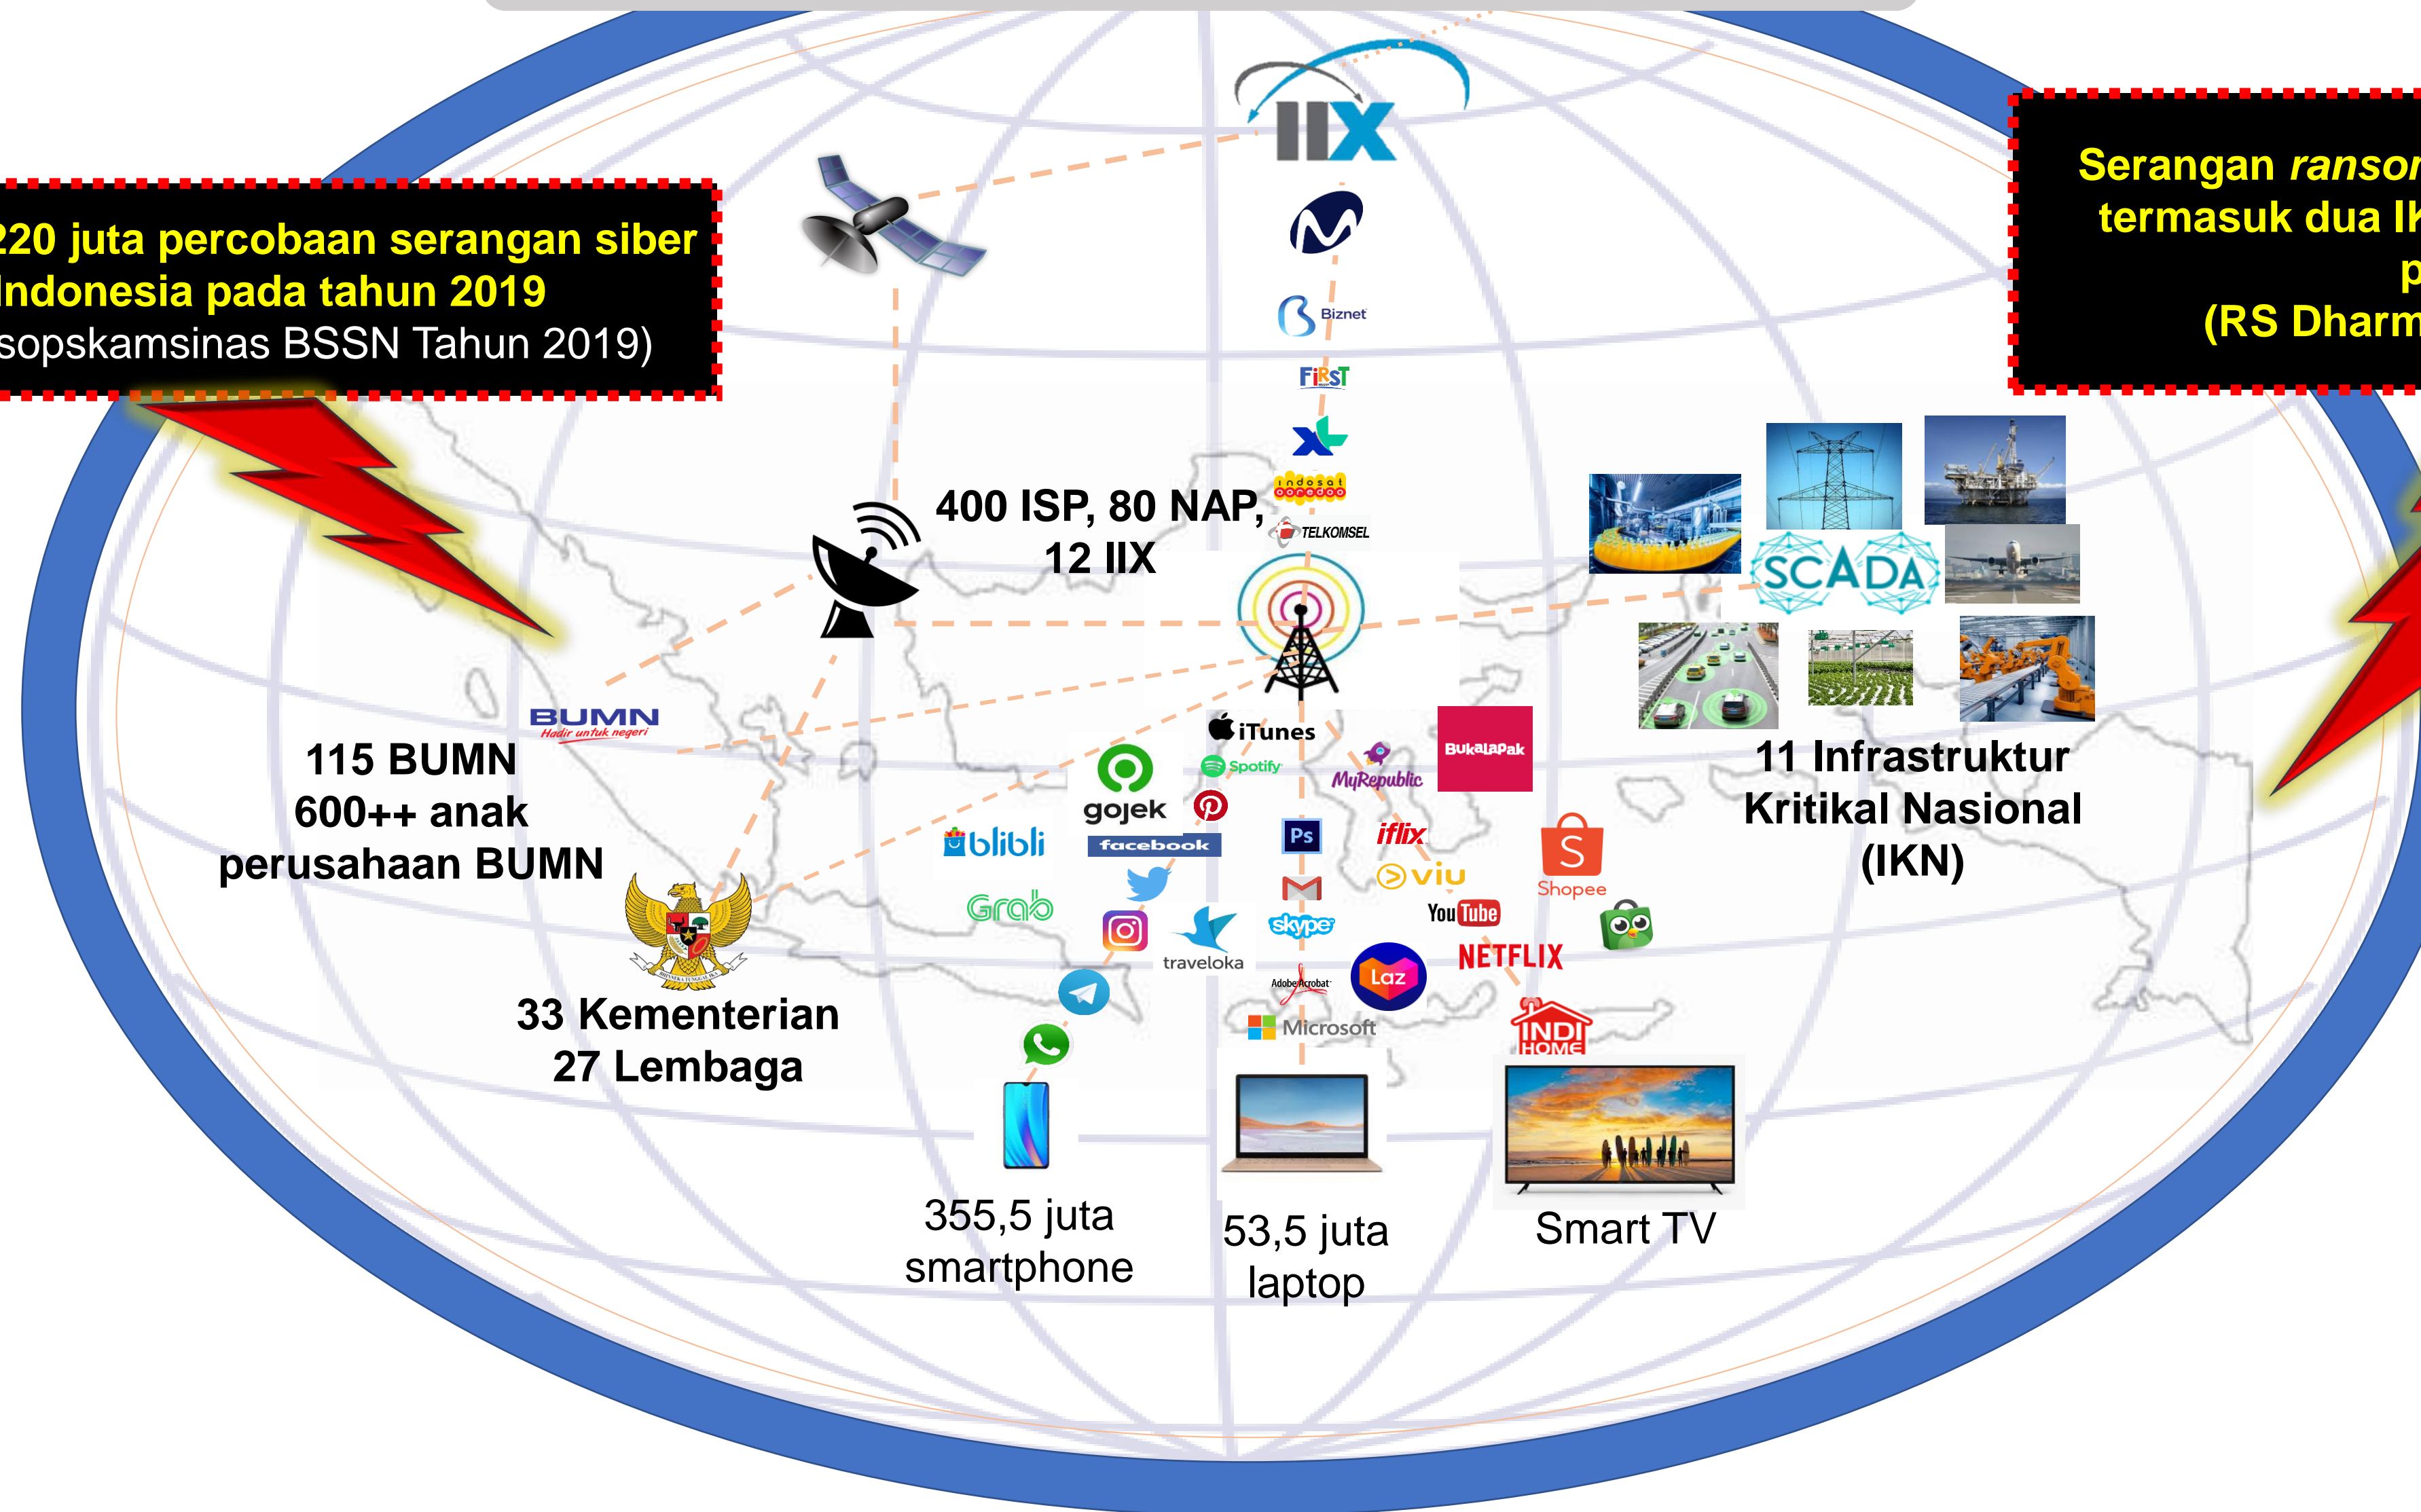 IIX
220 juta percobaan serangan siber
Indonesia pada tahun 2019
sopskamsinas BSSN Tahun 2019)
Serangan
termasuk dua
(RS
Biznet
FiRST
XL
indosat
ooredoo
TELKOMSEL
400 ISP, 80 NAP,
12 IIX
SCADA
BUMN
Hadir untuk negeri
115 BUMN
600++ anak
perusahaan BUMN
11 Infrastruktur
Kritikal Nasional
(IKN)
iTunes
Spotify
MyRepublic
BukalaPak
gojek
blibli
facebook
Ps
iflix
viu
Shopee
Grab
YouTube
skype
traveloka
NETFLIX
Adobe Acrobat
Laz
Microsoft
INDI
HOME
BHINNEKA TUNGGAL IKA
33 Kementerian
27 Lembaga
355,5 juta
smartphone
53,5 juta
laptop
Smart TV